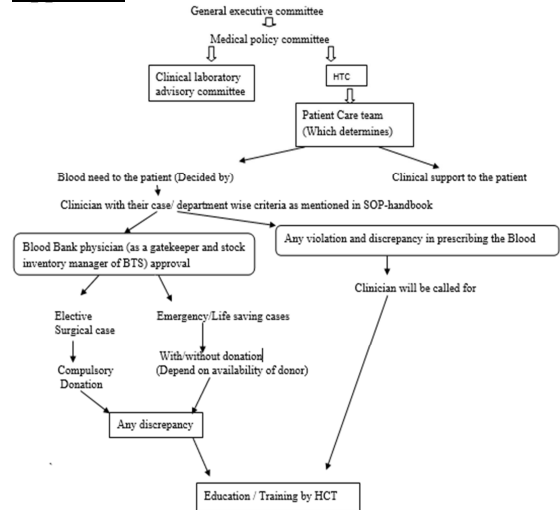 General executive committee
Medical policy committee
Clinical laboratory
advisory committee
HTC
Patient Care team
(Which determines)
Blood need to the patient (Decided by)
Clinical support to the patient
Clinician with their case/ department wise criteria as mentioned in SOP-handbook
Blood Bank physician (as a gatekeeper and stock
inventory manager of BTS) approval
Any violation and discrepancy in prescribing the Blood
Clinician will be called for
Elective
Surgical case
Emergency/Life saving cases
Compulsory
Donation
With/without donation
(Depend on availability of donor)
Any discrepancy
Education / Training by HCT